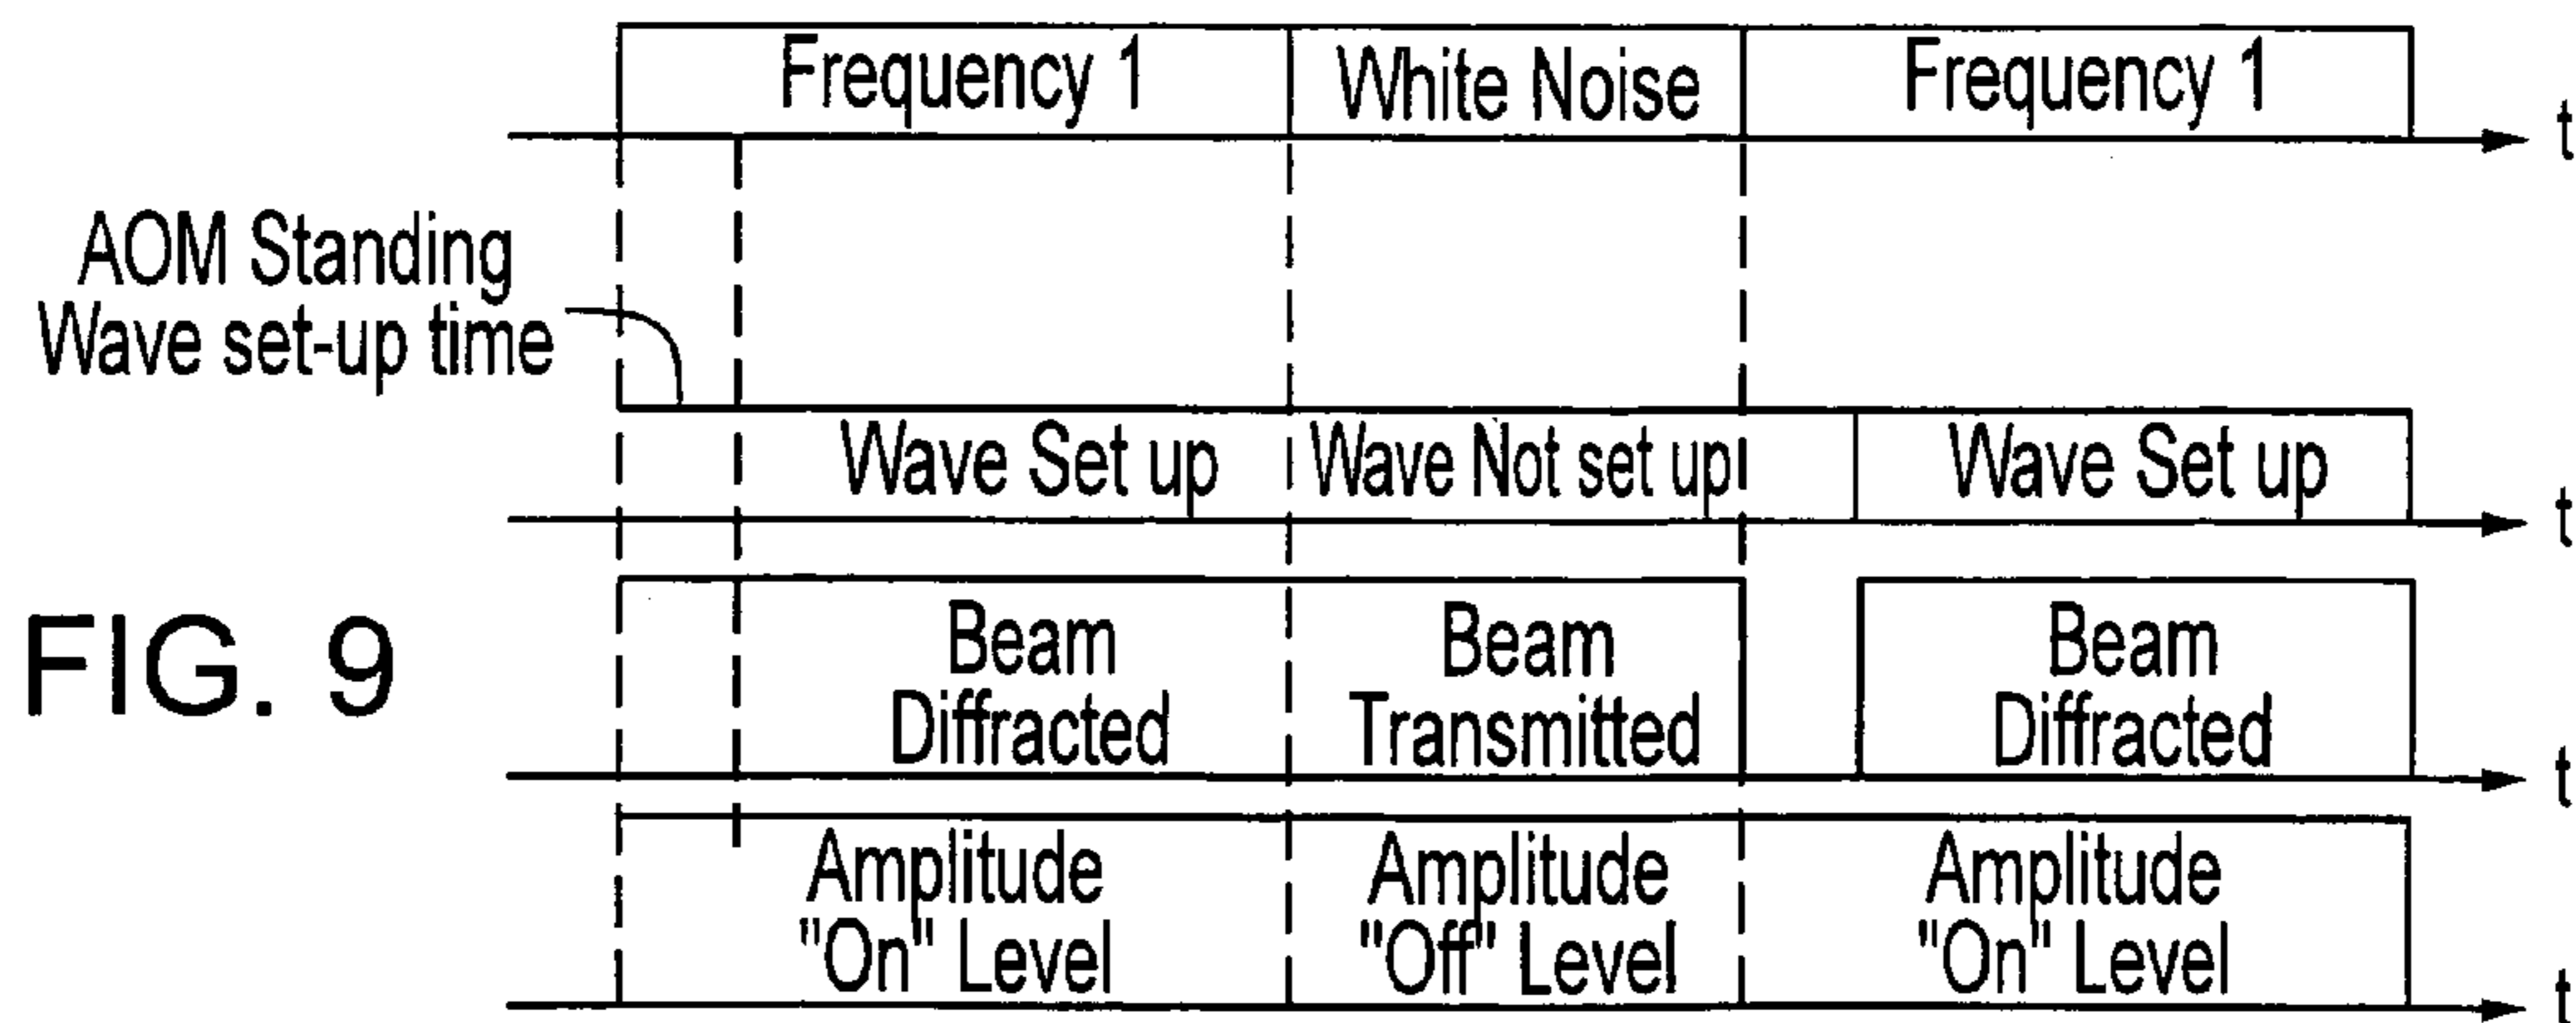 Frequency 1 White Noise Frequency 1
t
AOM Standing
Wave set-up time
Wave Set up Wave Not set up Wave Set up
t
FIG. 9
Beam Beam Beam
Diffracted Transmitted Diffracted
t
Amplitude Amplitude Amplitude
"On" Level "Off" Level "On" Level
t